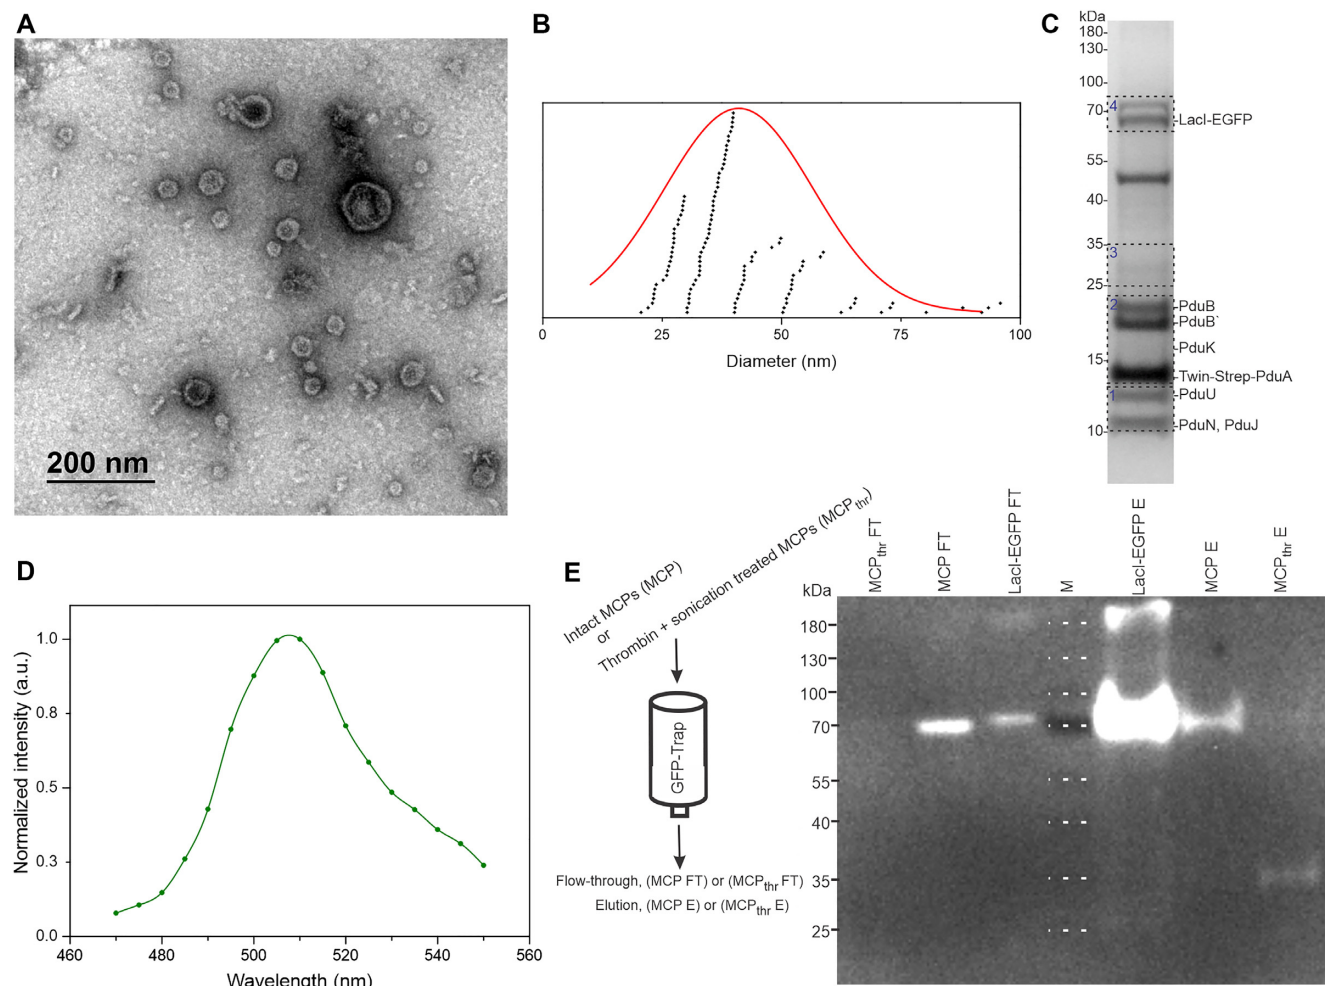 A
200 nm
B
0
25
50
75
100
Diameter (nm)
C
kDa
180-
130-
100-
70-
55-
40-
35-
25-
15-
10-
4
3
2
1
-LacI-EGFP
-PduB
-PduB`
-PduK
-Twin-Strep-PduA
-PduU
-PduN, PduJ
D
Normalized intensity (a.u.)
1.0
0.8
0.5
0.3
0.0
460
480
500
520
540
560
Wavelength (nm)
E
Intact MCPs (MCP)
or
Thrombin + sonication treated MCPs (MCPthr)
GFP-Trap
Flow-through, (MCP FT) or (MCPthr FT)
Elution, (MCP E) or (MCPthr E)
kDa
MCPthr FT
MCP FT
LacI-EGFP FT
M
LacI-EGFP E
MCP E
MCPthr E
180
130
100
70
55
40
35
25